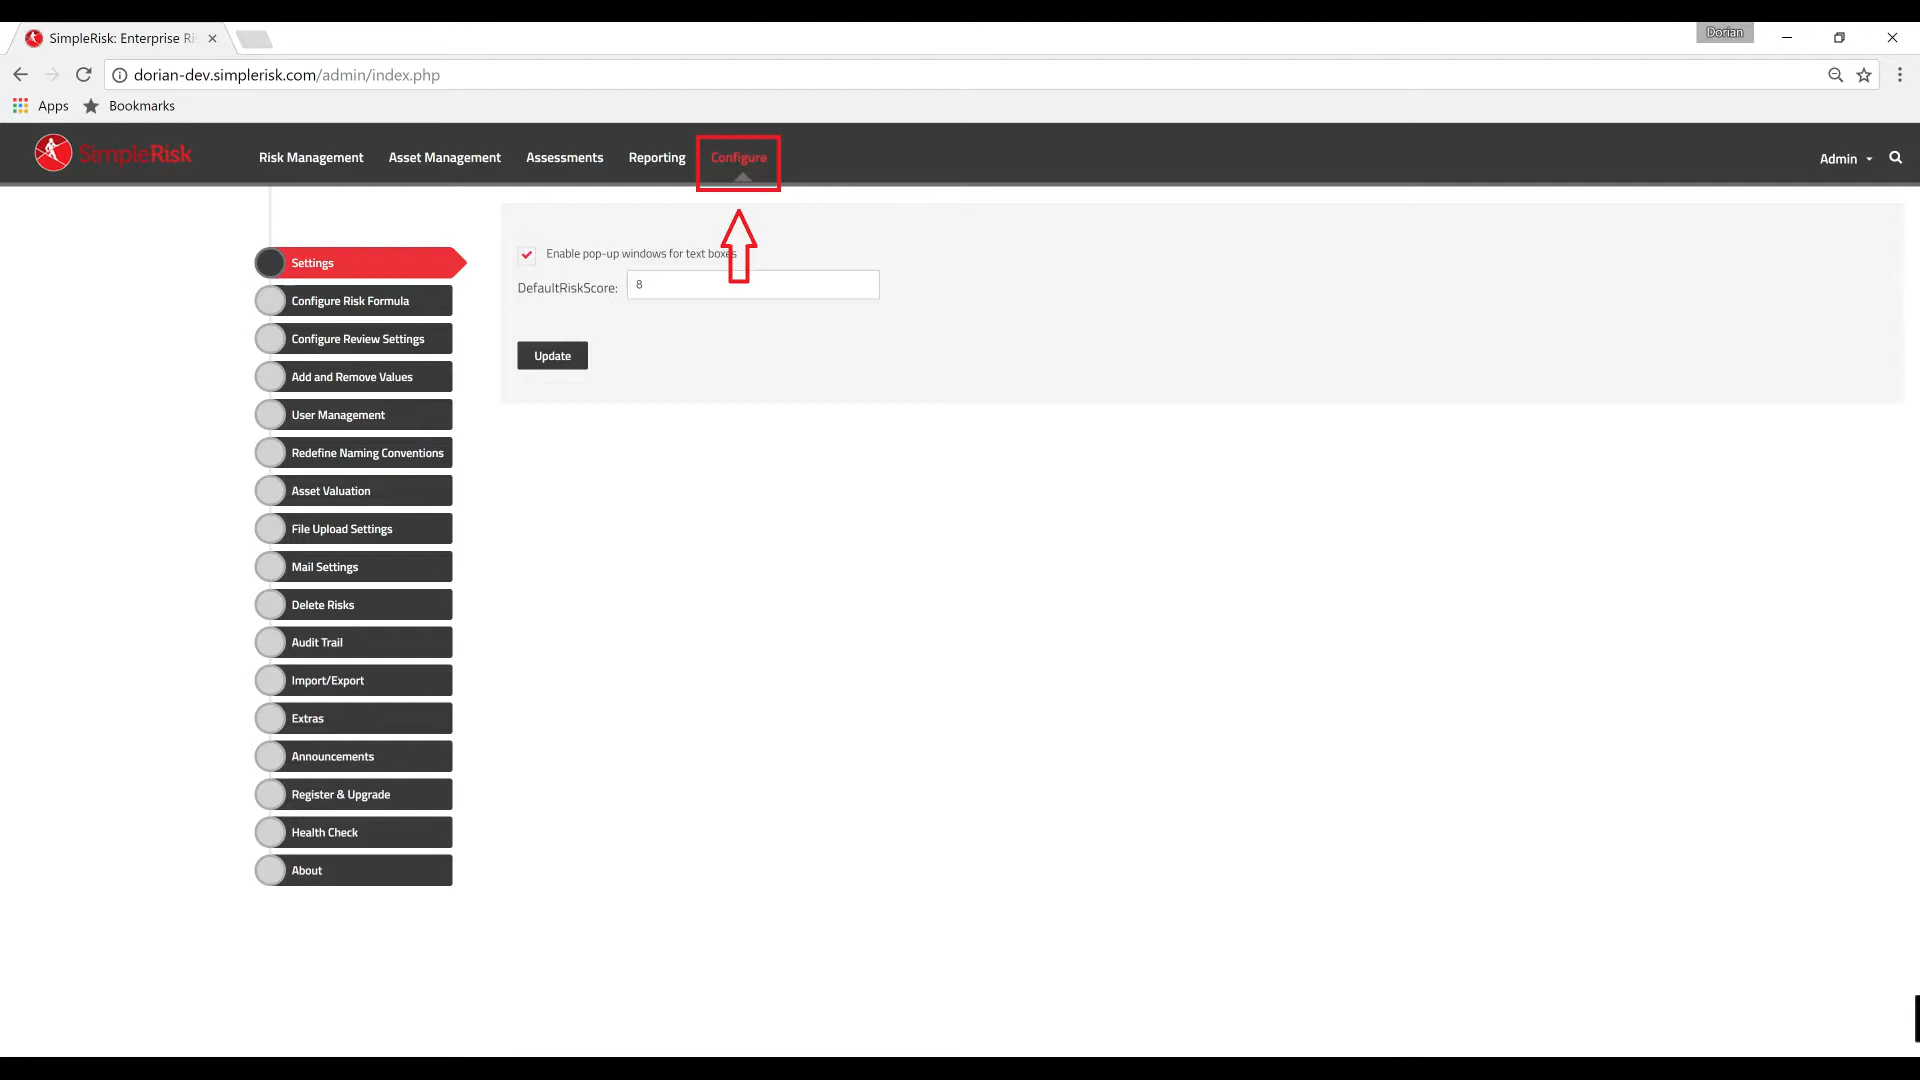 SimpleRisk: Enterprise Ri
Dorian
dorian-dev.simplerisk.com/admin/index.php
Apps Bookmarks
SimpleRisk Risk Management Asset Management Assessments Reporting Configure Admin
Settings
Configure Risk Formula
Configure Review Settings
Add and Remove Values
User Management
Redefine Naming Conventions
Asset Valuation
File Upload Settings
Mail Settings
Delete Risks
Audit Trail
Import/Export
Extras
Announcements
Register & Upgrade
Health Check
About
Enable pop-up windows for text boxes
DefaultRiskScore: 8
Update